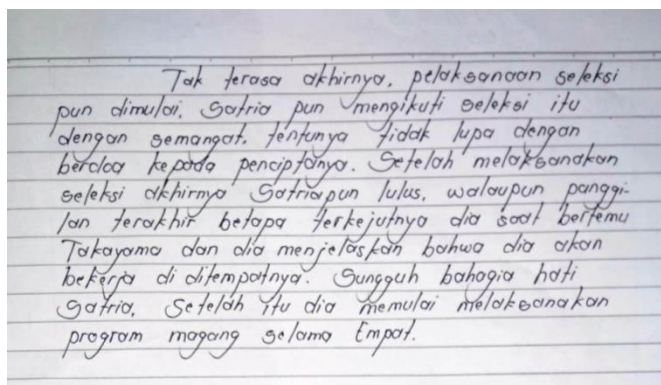 Tak terasa akhirnya, pelaksanaan seleksi
pun dimulai. Satria pun mengikuti seleksi itu
dengan semangat, tentunya tidak lupa dengan
berdoa kepada penciptanya. Setelah melaksanakan
seleksi akhirnya Satria pun lulus, walaupun panggi-
lan terakhir betapa terkejutnya dia saat bertemu
Takayama dan dia menjelaskan bahwa dia akan
bekerja di ditempatnya. Sungguh bahagia hati
Satria. Setelah itu dia memulai melaksanakan
program magang selama Empat.